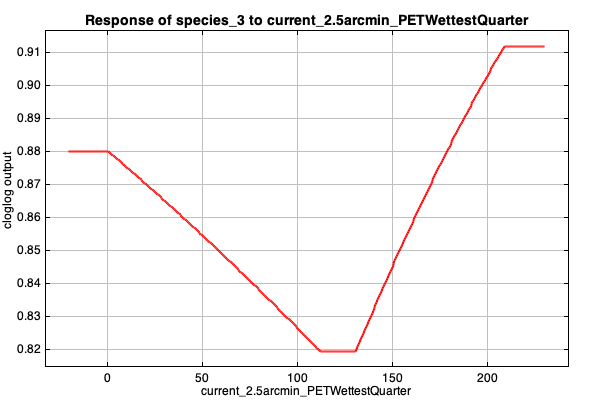 Response of species_3 to current_2.5arcmin_PETWettestQuarter
0.91
0.90
0.89
0.88
0.87
0.86
0.85
0.84
0.83
0.82
cloglog output
0 50 100 150 200
current_2.5arcmin_PETWettestQuarter